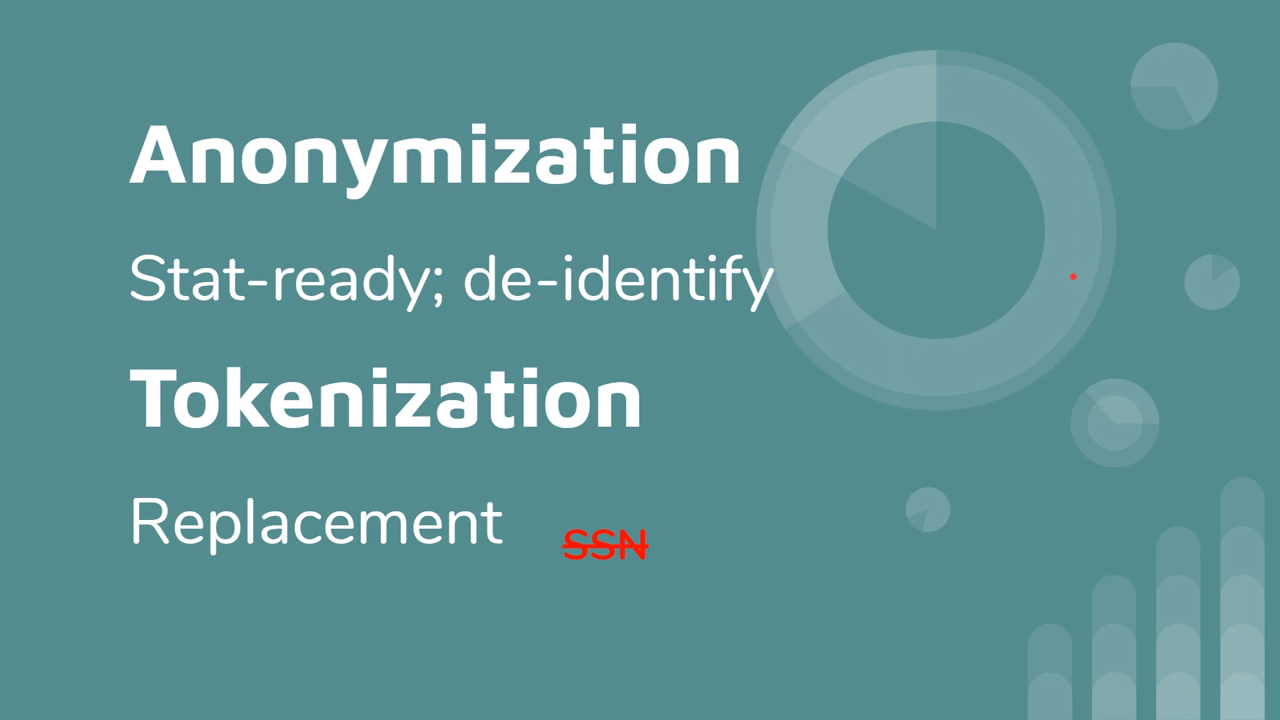 Anonymization
Stat-ready; de-identify
Tokenization
Replacement
SSN